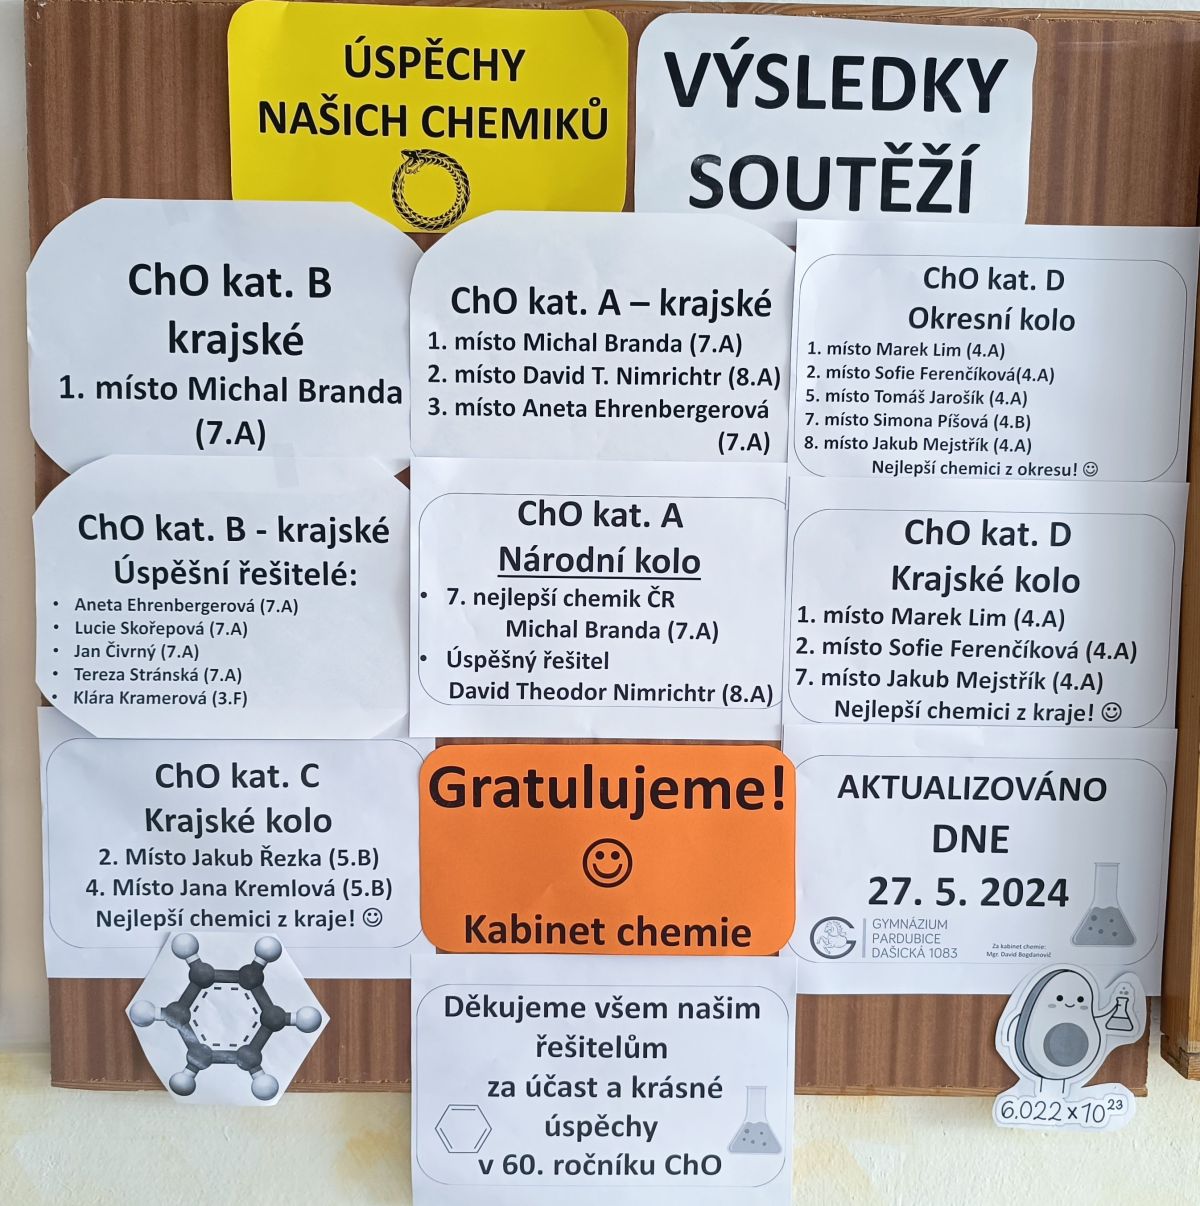 ÚSPĚCHY
NAŠICH CHEMIKŮ
VÝSLEDKY
SOUTĚŽÍ
ChO kat. B
krajské
1. místo Michal Branda
(7.A)
ChO kat. A – krajské
1. místo Michal Branda (7.A)
2. místo David T. Nimrichtr (8.A)
3. místo Aneta Ehrenbergerová
(7.A)
ChO kat. D
Okresní kolo
1. místo Marek Lim (4.A)
2. místo Sofie Ferenčíková(4.A)
5. místo Tomáš Jarošík (4.A)
7. místo Simona Píšová (4.B)
8. místo Jakub Mejstřík (4.A)
Nejlepší chemici z okresu! ☺
ChO kat. B - krajské
Úspěšní řešitelé:
• Aneta Ehrenbergerová (7.A)
• Lucie Skořepová (7.A)
• Jan Čivrný (7.A)
• Tereza Stránská (7.A)
• Klára Kramerová (3.F)
ChO kat. A
Národní kolo
• 7. nejlepší chemik ČR
Michal Branda (7.A)
• Úspěšný řešitel
David Theodor Nimrichtr (8.A)
ChO kat. D
Krajské kolo
1. místo Marek Lim (4.A)
2. místo Sofie Ferenčíková (4.A)
7. místo Jakub Mejstřík (4.A)
Nejlepší chemici z kraje! ☺
ChO kat. C
Krajské kolo
2. Místo Jakub Řezka (5.B)
4. Místo Jana Kremlová (5.B)
Nejlepší chemici z kraje! ☺
Gratulujeme!
☺
Kabinet chemie
AKTUALIZOVÁNO
DNE
27. 5. 2024
GYMNÁZIUM
PARDUBICE
DAŠICKÁ 1083
Za kabinet chemie:
Mgr. David Bogdanovič
Děkujeme všem našim
řešitelům
za účast a krásné
úspěchy
v 60. ročníku ChO
6.022 x 10²³